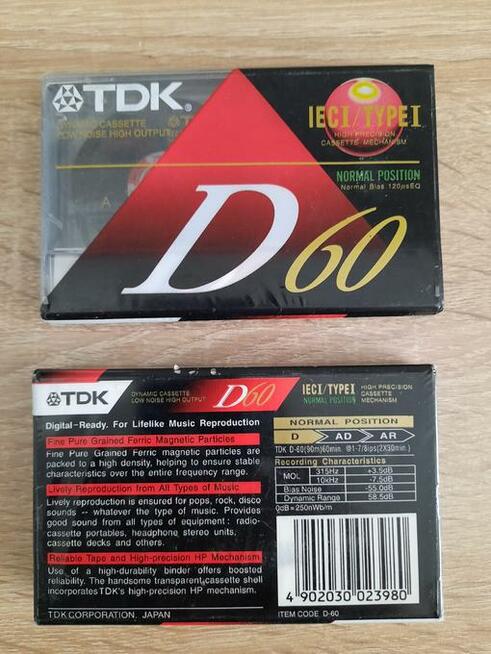 TDK®
DYNAMIC CASSETTE
LOW NOISE HIGH OUTPUT
A
IECI/TYPEI
HIGH PRECISION
CASSETTE MECHANISM
NORMAL POSITION
Normal Bias 120µsEQ
D60
TDK
DYNAMIC CASSETTE
LOW NOISE HIGH OUTPUT
D60
IECI/TYPEI
NORMAL POSITION
HIGH PRECISION
CASSETTE
MECHANISM
Digital-Ready. For Lifelike Music Reproduction
Fine Pure Grained Ferric Magnetic Particles
Fine Pure Grained Ferric magnetic particles are
packed to a high density, helping to ensure stable
characteristics over the entire frequency range.
Lively Reproduction from All Types of Music
Lively reproduction is ensured for pops, rock, disco
sounds -- whatever the type of music. Provides
good sound from all types of equipment: radio-
cassette portables, headphone stereo units,
cassette decks and others.
Reliable Tape and High-precision HP Mechanism
Use of a high-durability binder offers boosted
reliability. The handsome transparent cassette shell
incorporates TDK's high-precision HP mechanism.
TDK CORPORATION, JAPAN
NORMAL POSITION
D AD AR
TDK D-60(90m)60min. @1-7/8ips(2X30min.)
Recording Characteristics
MOL 315Hz +3.5dB
10kHz -7.5dB
Bias Noise -55.0dB
Dynamic Range 58.5dB
0dB=250nWb/m
4 902030 023980
ITEM CODE D-60